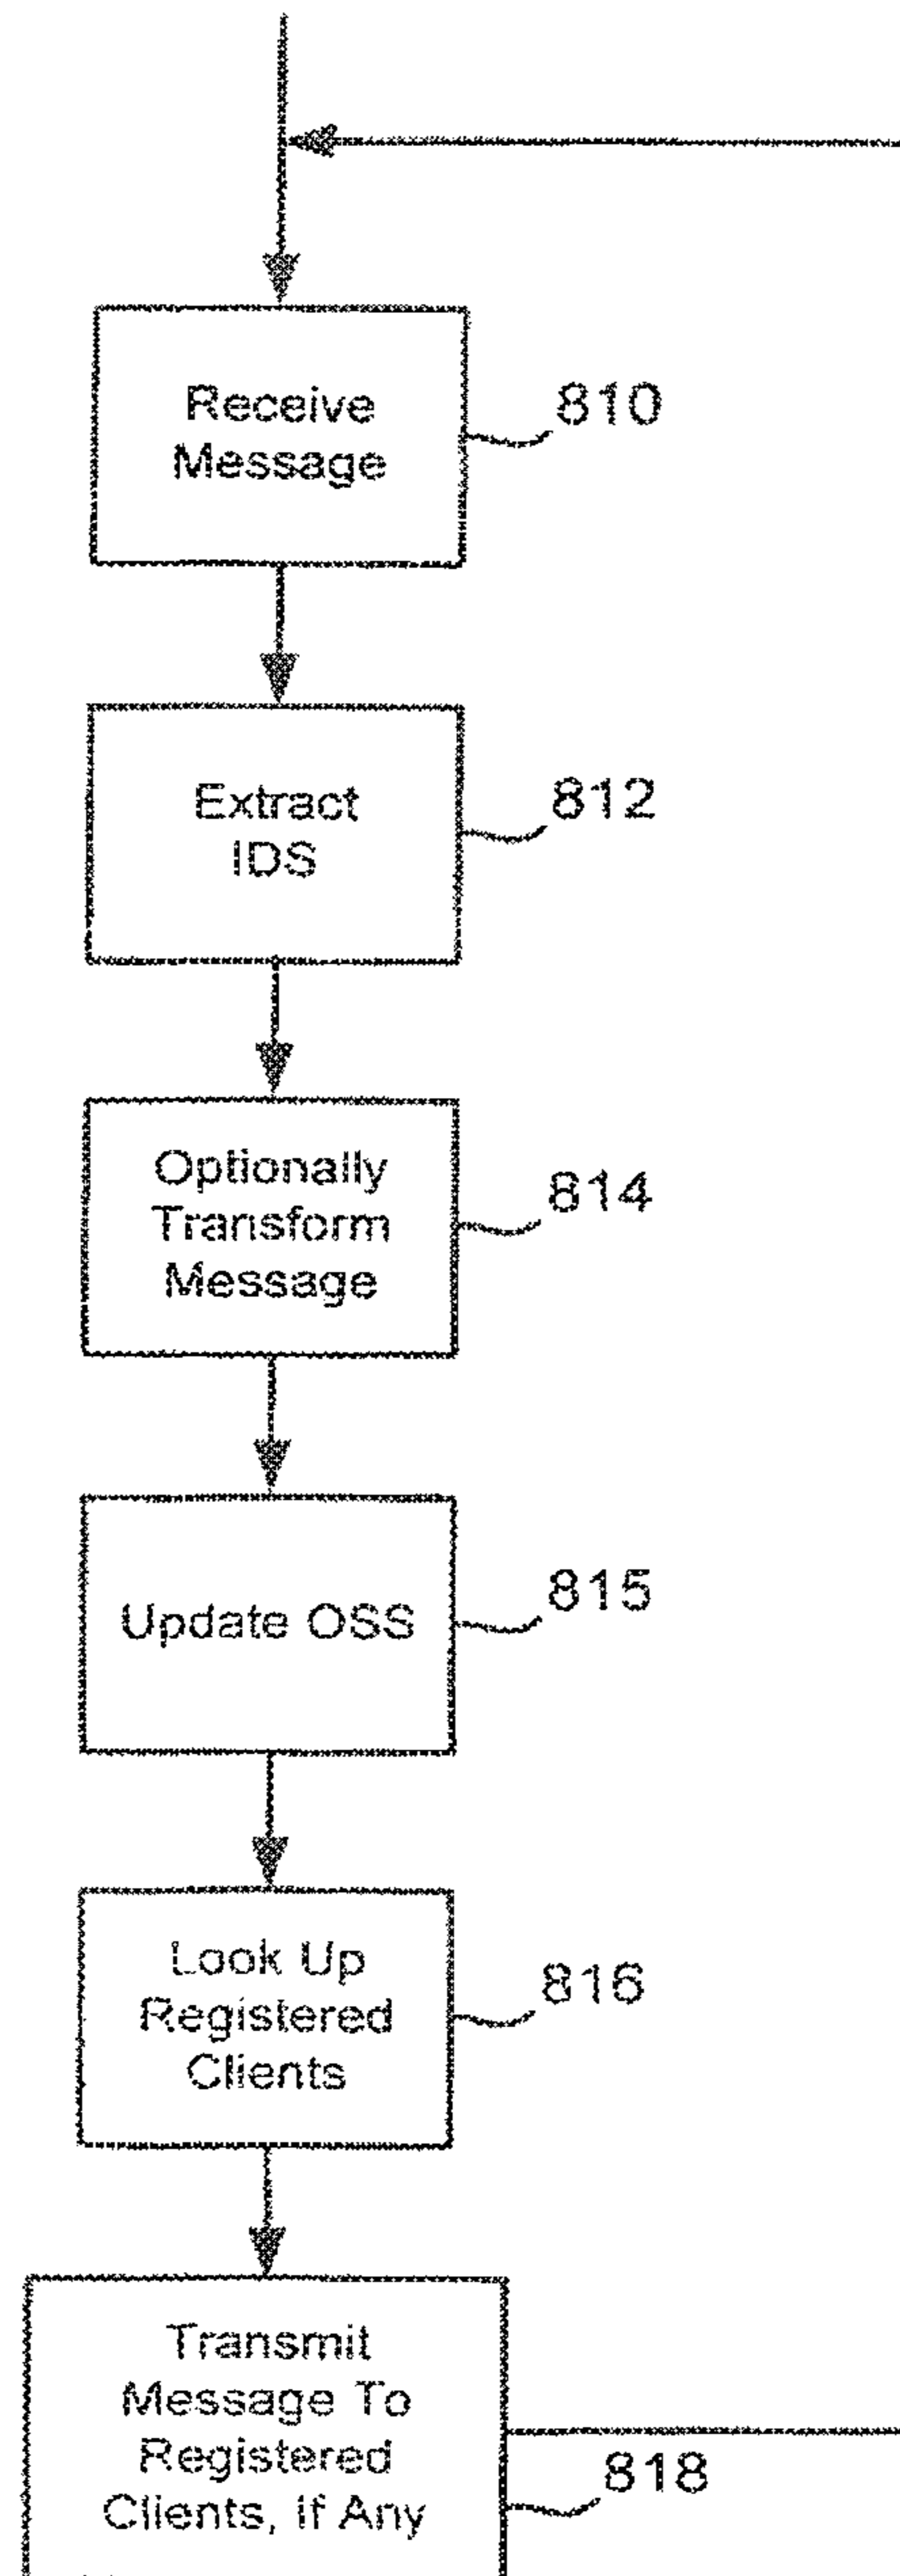 Receive
Message
810
Extract
IDS
812
Optionally
Transform
Message
814
Update OSS
815
Look Up
Registered
Clients
816
Transmit
Message To
Registered
Clients, If Any
818